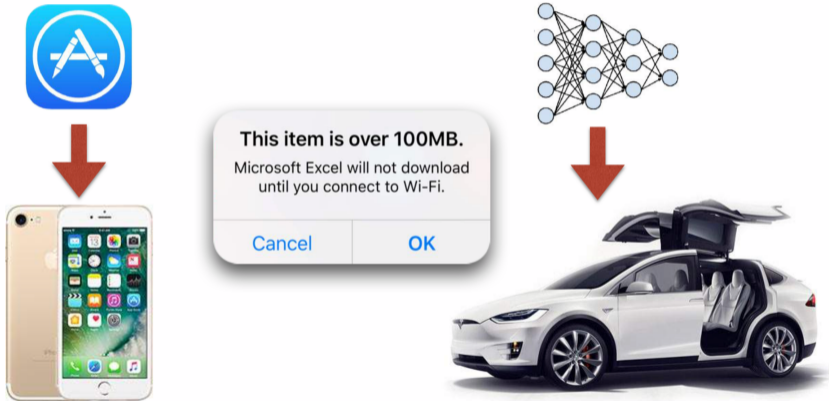 This item is over 100MB.
Microsoft Excel will not download
until you connect to Wi-Fi.
Cancel
OK